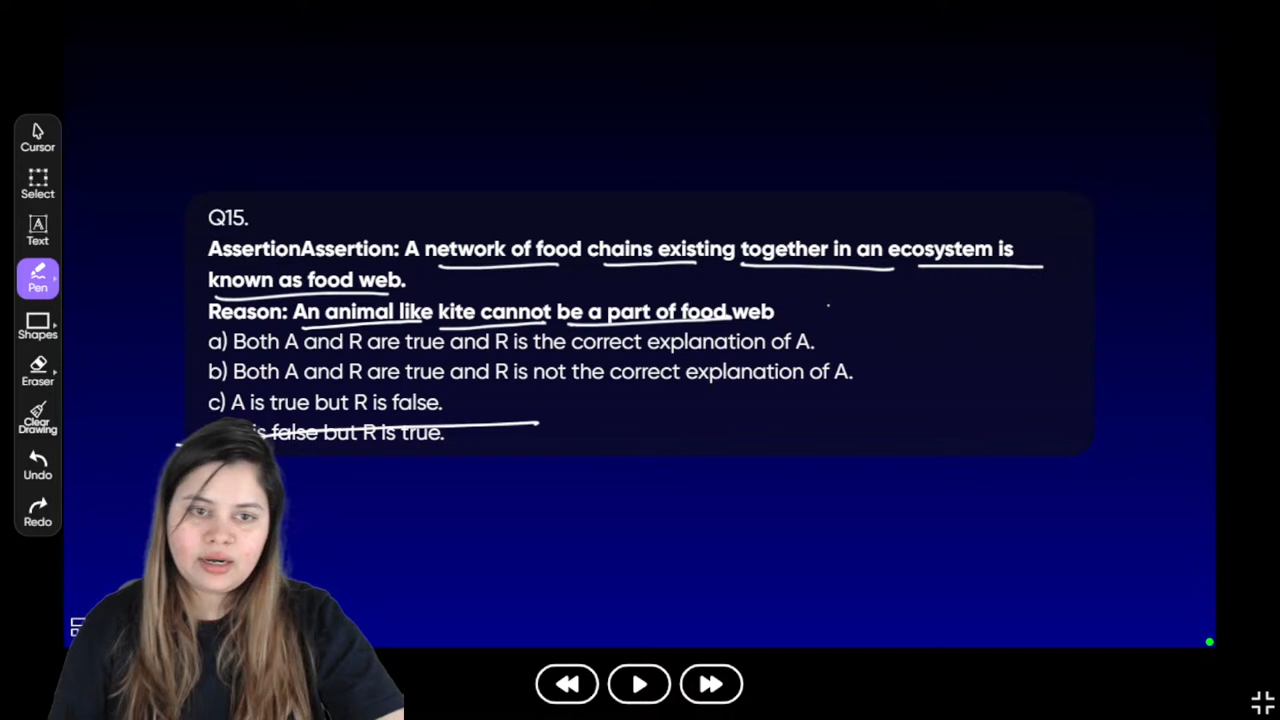 Cursor
Select
Text
Pen
Shapes
Eraser
Clear
Drawing
Undo
Redo
Q15.
AssertionAssertion: A network of food chains existing together in an ecosystem is
known as food web.
Reason: An animal like kite cannot be a part of food web
a) Both A and R are true and R is the correct explanation of A.
b) Both A and R are true and R is not the correct explanation of A.
c) A is true but R is false.
is false but R is true.